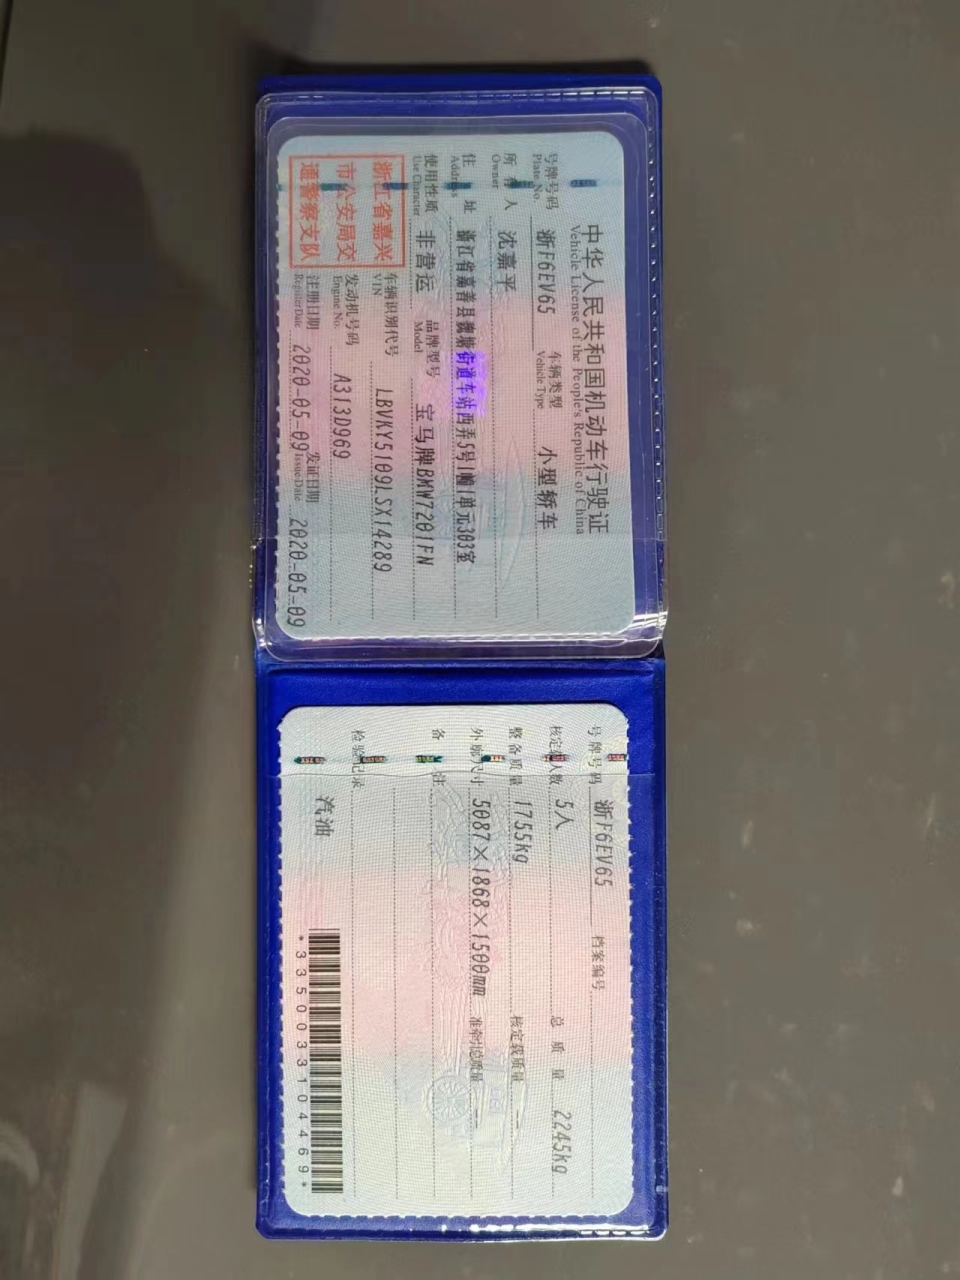 中华人民共和国机动车行驶证
Vehicle License of the People's Republic of China
号牌号码 浙F6EV65 车辆类型 小型轿车
Plate No. Vehicle Type
所有人 沈嘉平
Owner
住址 浙江省嘉善县魏塘街道车站西弄5号1幢1单元303室
Address
使用性质 非营运 品牌型号 宝马牌BMW7201FN
Use Character Model
浙江省嘉兴
市公安局交
通警察支队
车辆识别代号 LBVKY5109LSX14289
VIN
发动机号码 A313D969
Engine No.
注册日期 2020-05-09 发证日期 2020-05-09
Register Date Issue Date
号牌号码 浙F6EV65 档案编号
核定载人数 5人 总质量 2245kg
整备质量 1755kg 核定载质量
外廓尺寸 5087×1868×1500mm 准牵引总质量
备注
检验记录
汽油
*3350033104469*